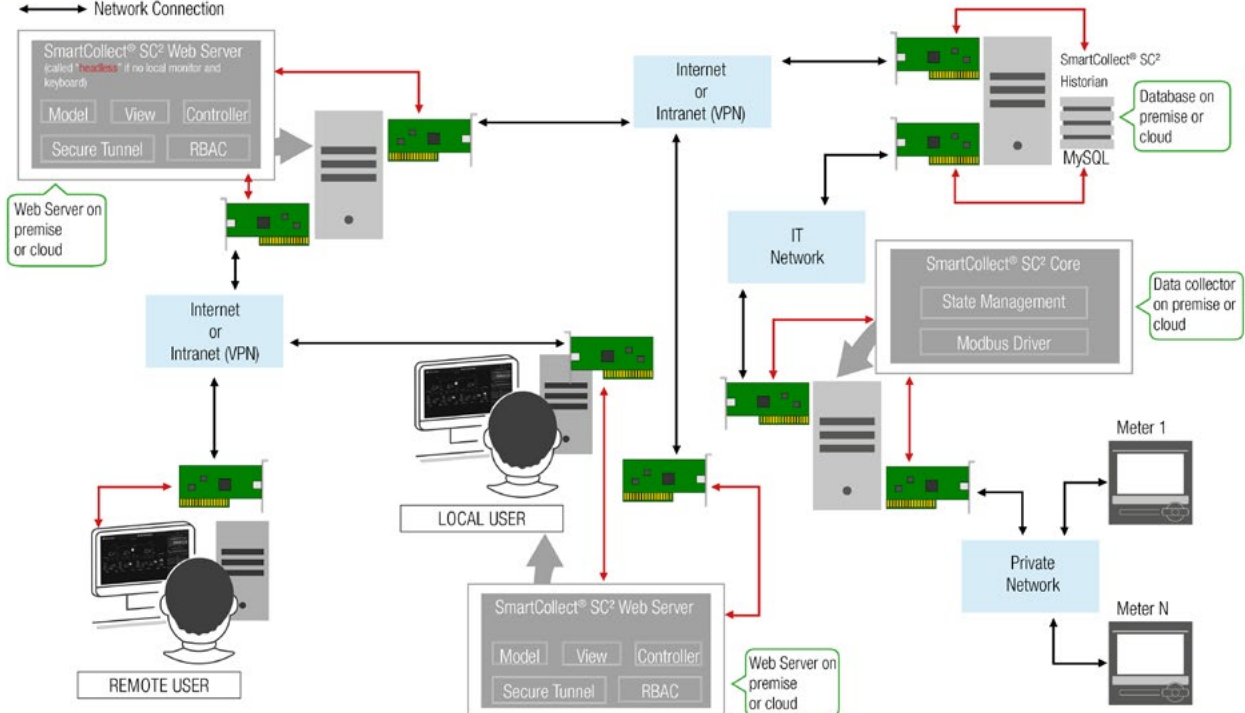 Network Connection
SmartCollect® SC² Web Server
(called "headless" if no local monitor and
keyboard)
Model
View
Controller
Secure Tunnel
RBAC
Web Server on
premise
or cloud
Internet
or
Intranet (VPN)
SmartCollect® SC²
Historian
MySQL
Database on
premise or
cloud
IT
Network
SmartCollect® SC² Core
State Management
Modbus Driver
Data collector
on premise or
cloud
Internet
or
Intranet (VPN)
LOCAL USER
REMOTE USER
SmartCollect® SC² Web Server
Model
View
Controller
Secure Tunnel
RBAC
Web Server on
premise
or cloud
Private
Network
Meter 1
Meter N